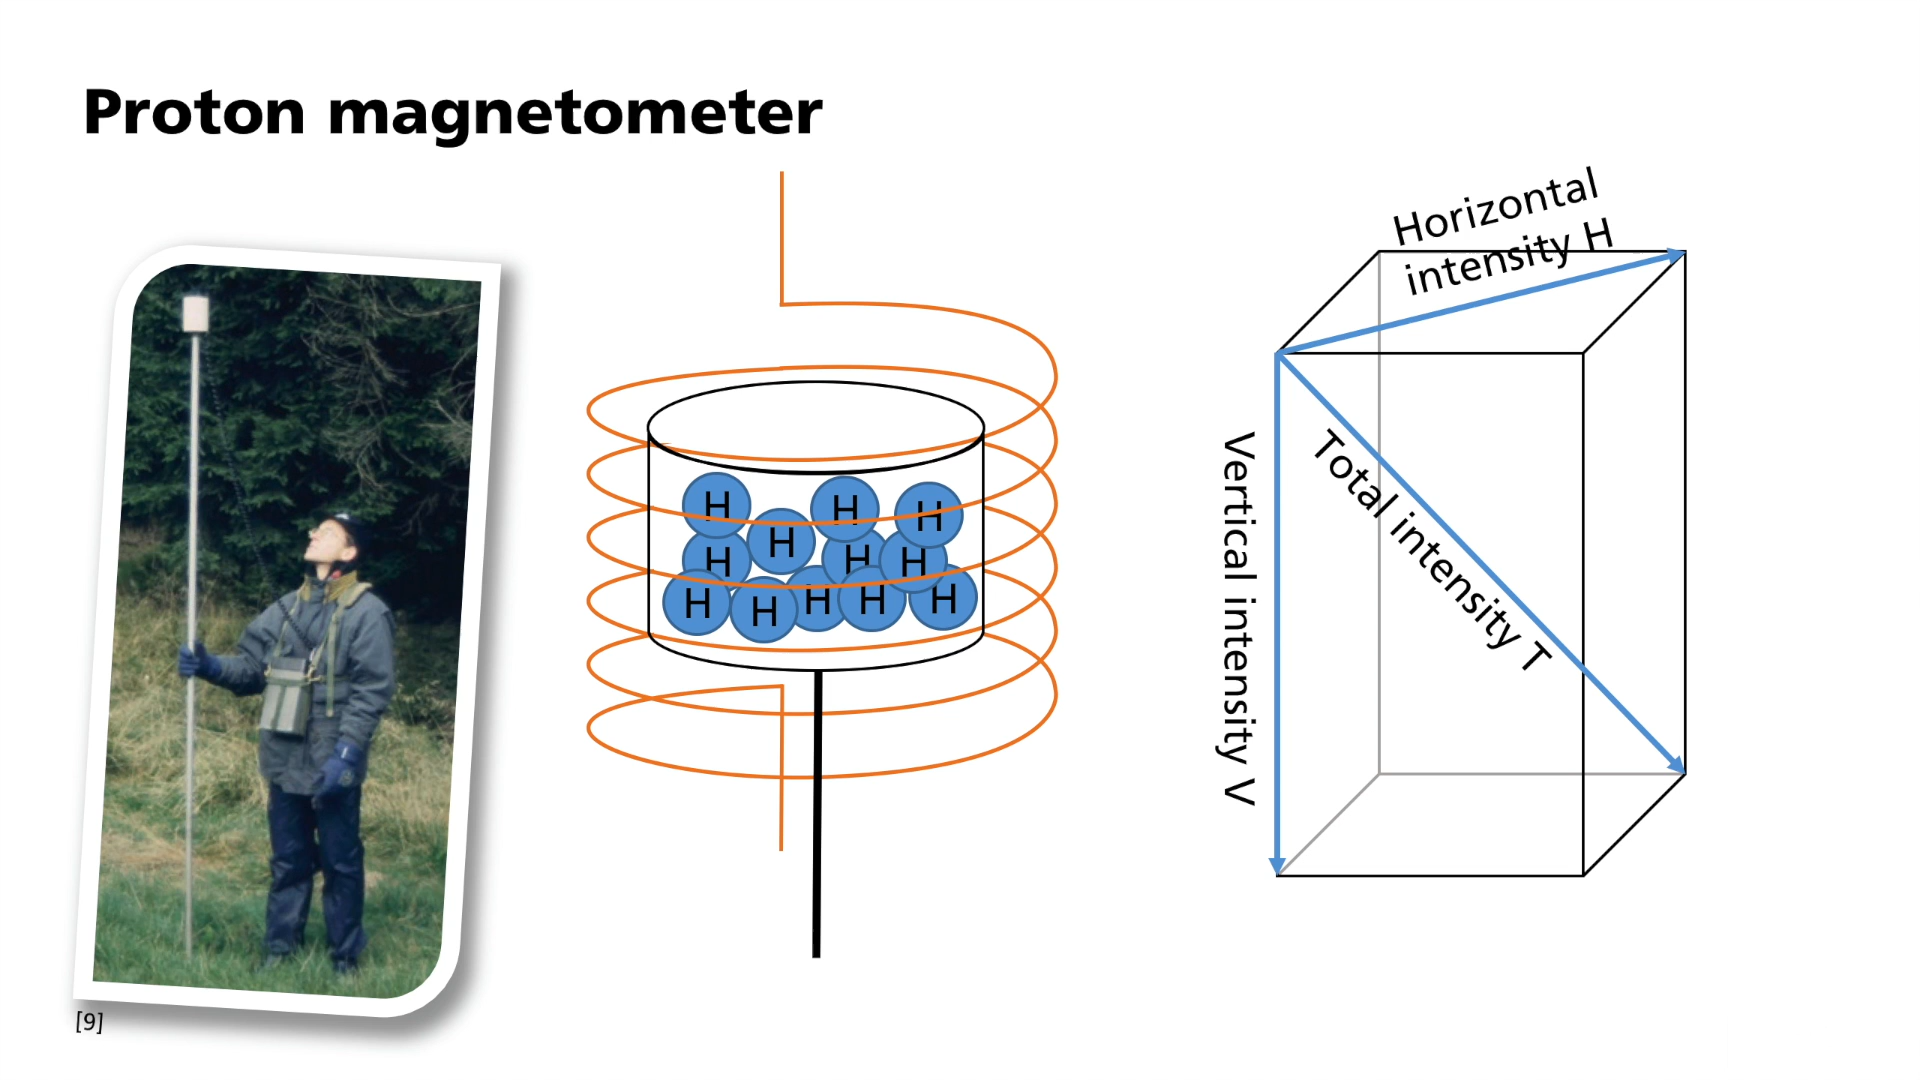 Proton magnetometer
Horizontal
intensity H
H
H
H
H
H
H
H
H
H
H
H
H
Vertical intensity V
Total intensity T
[9]